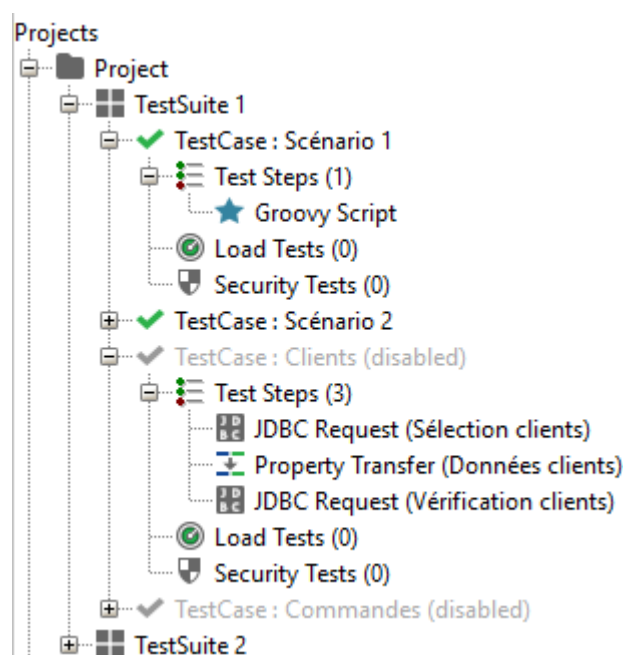 Projects
Project
TestSuite 1
TestCase : Scénario 1
Test Steps (1)
Groovy Script
Load Tests (0)
Security Tests (0)
TestCase : Scénario 2
TestCase : Clients (disabled)
Test Steps (3)
JDBC Request (Sélection clients)
Property Transfer (Données clients)
JDBC Request (Vérification clients)
Load Tests (0)
Security Tests (0)
TestCase : Commandes (disabled)
TestSuite 2